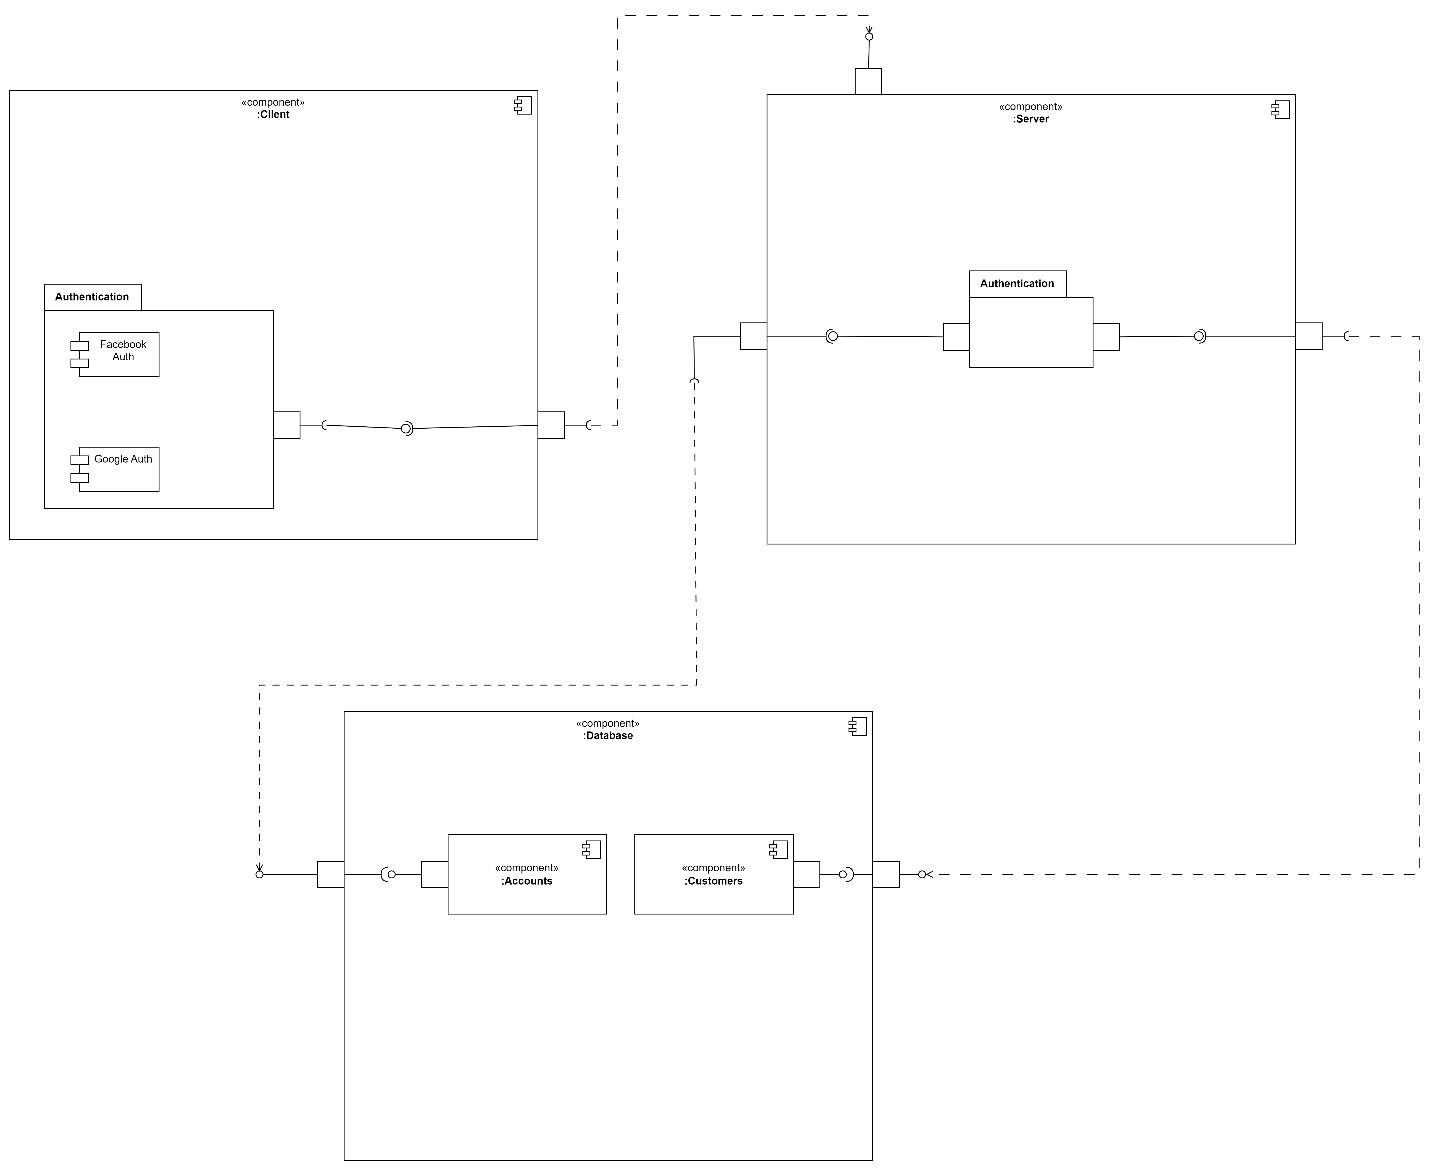 «component»
:Client
Authentication
Facebook
Auth
Google Auth
«component»
:Server
Authentication
«component»
:Database
«component»
:Accounts
«component»
:Customers